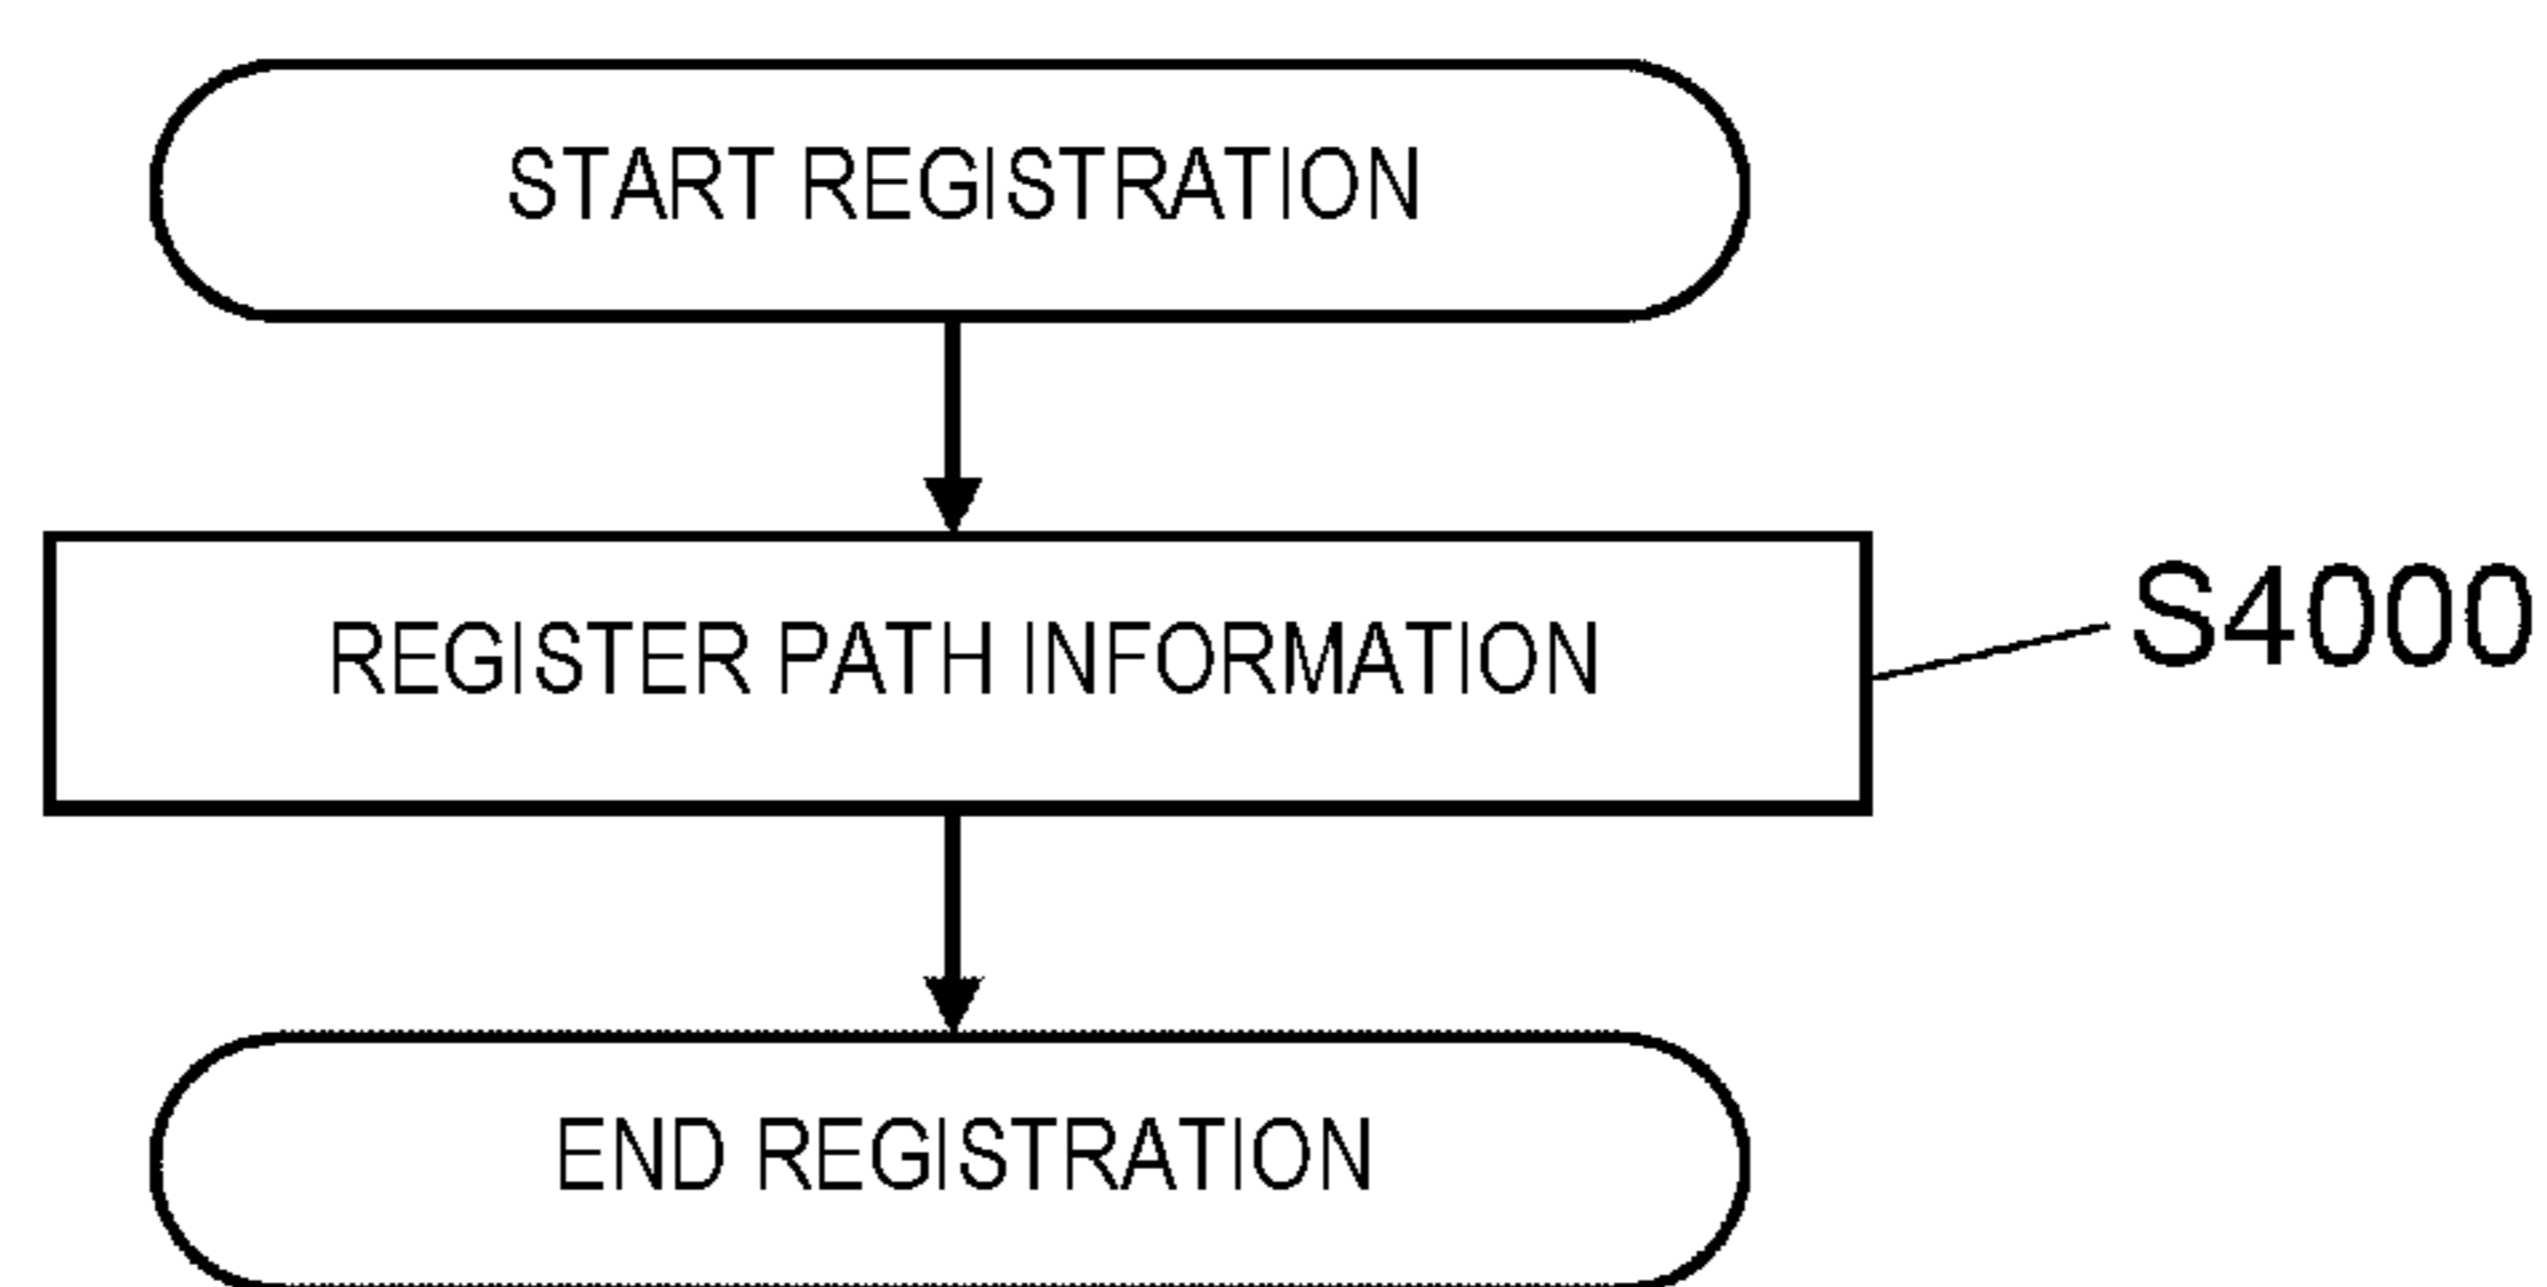 START REGISTRATION
REGISTER PATH INFORMATION
S4000
END REGISTRATION